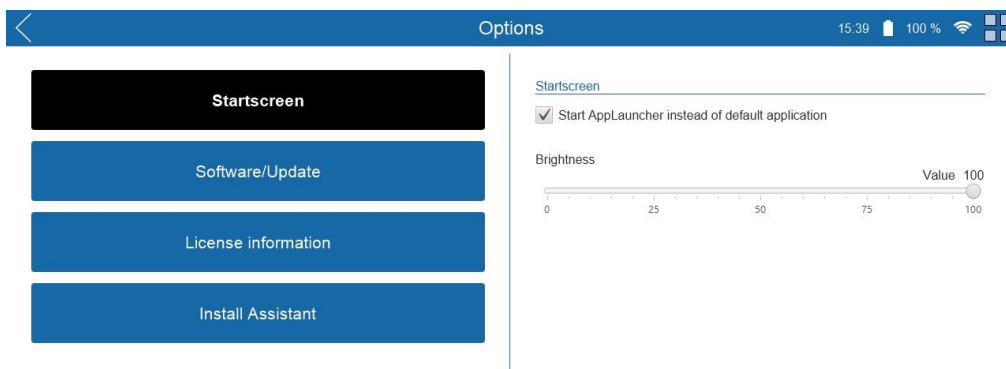 Options
15:39
100 %
Startscreen
Software/Update
License information
Install Assistant
Startscreen
Start AppLauncher instead of default application
Brightness
Value 100
0 25 50 75 100